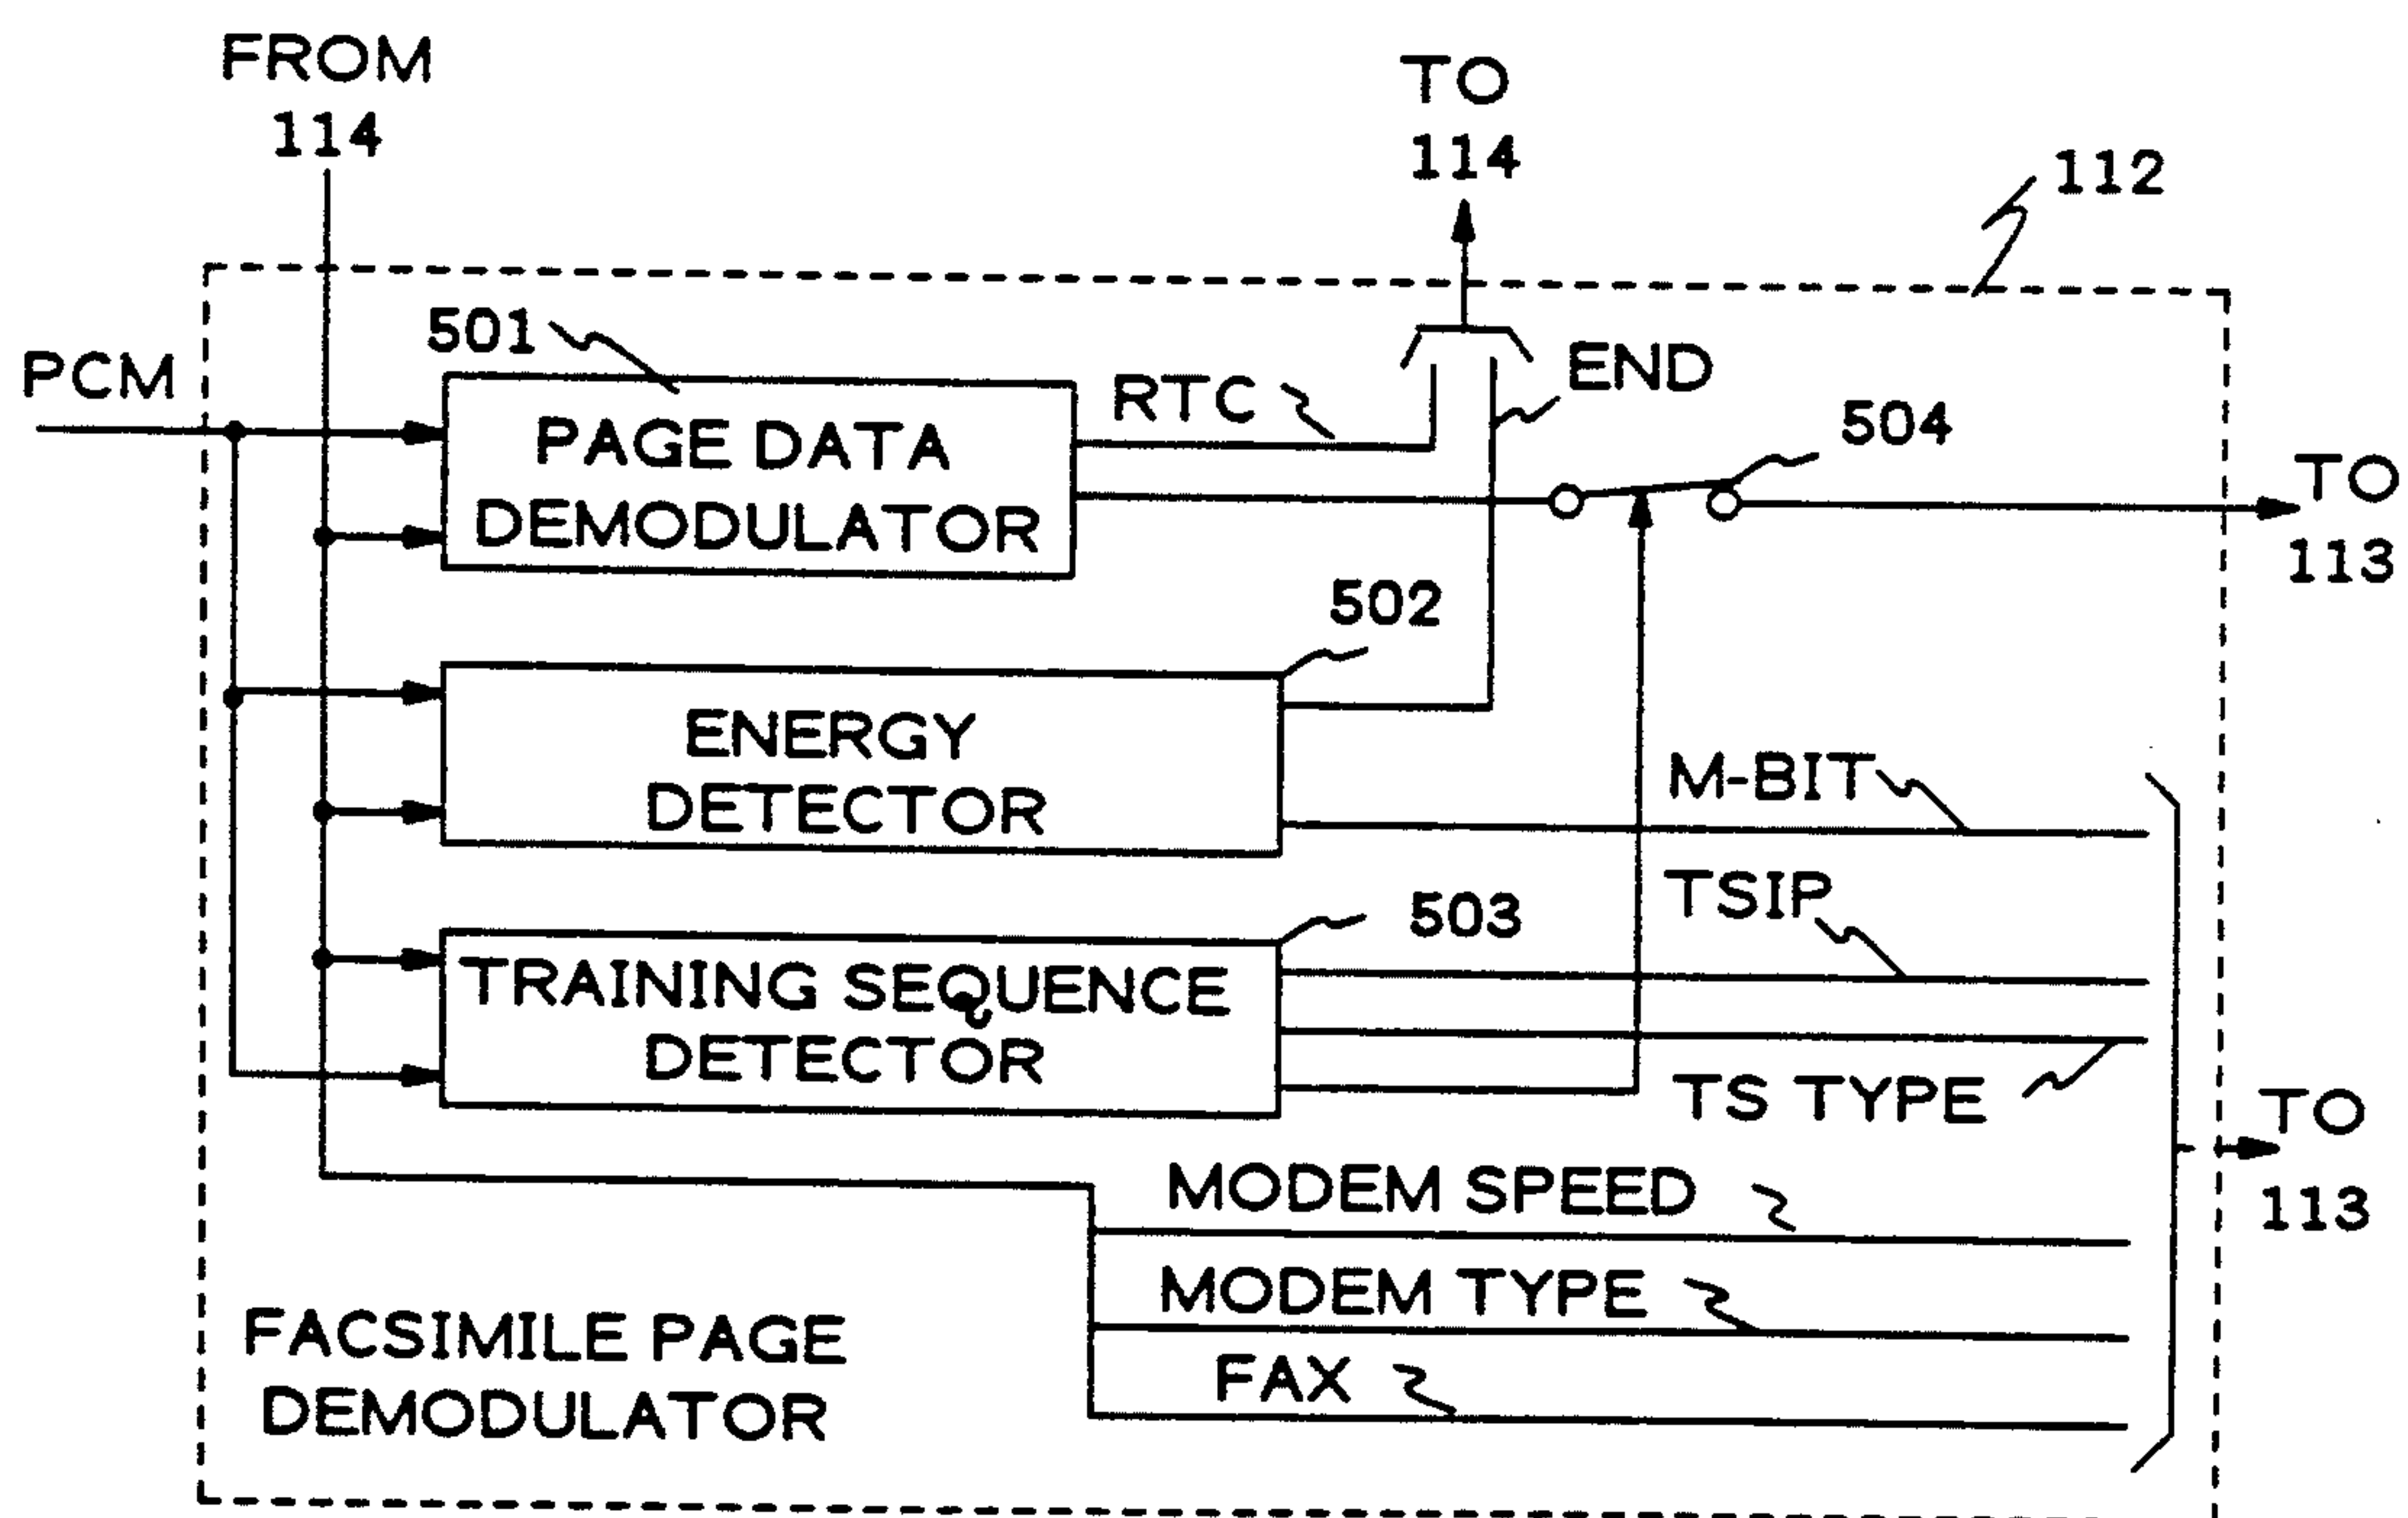 FROM
114
TO
114
112
PCM
501
PAGE DATA
DEMODULATOR
RTC
END
504
TO
113
502
ENERGY
DETECTOR
M-BIT
503
TSIP
TRAINING SEQUENCE
DETECTOR
TS TYPE
TO
113
MODEM SPEED
MODEM TYPE
FAX
FACSIMILE PAGE
DEMODULATOR